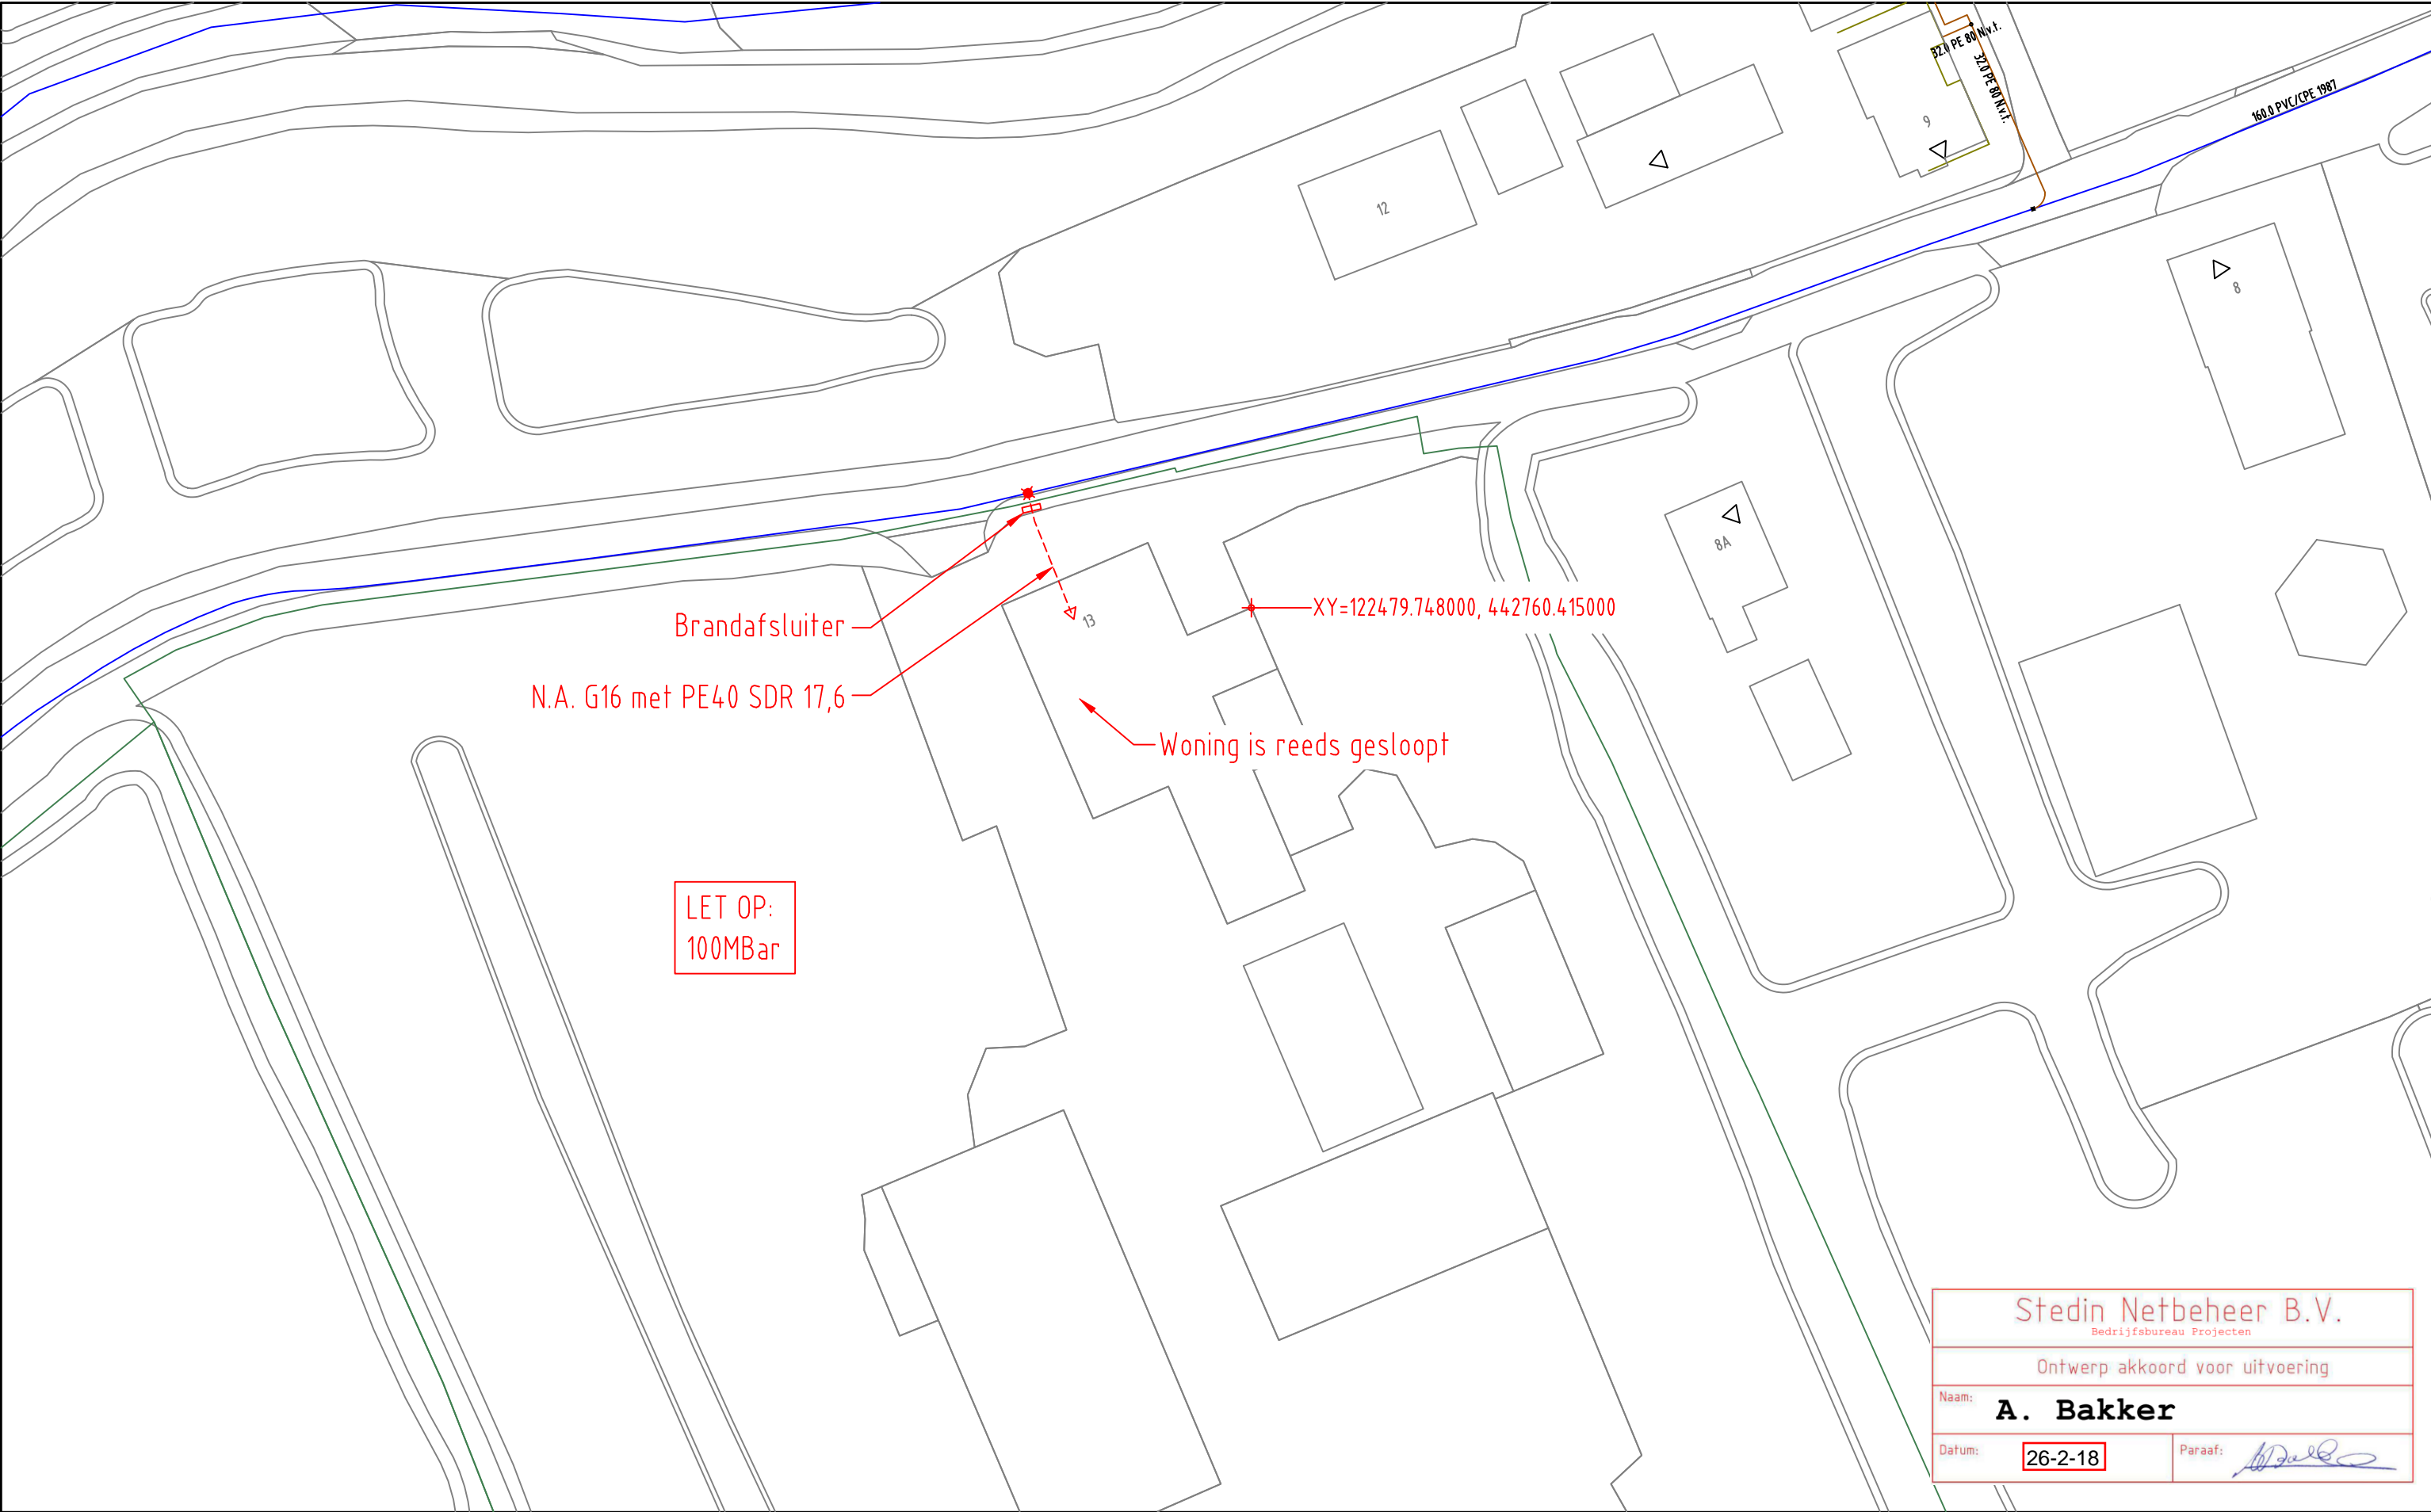 32.0 PE 80 N.v.t.
32.0 PE 80 N.v.t.
160.0 PVC/CPE 1987
9
12
8
8A
XY=122479.748000, 442760.415000
Brandafsluiter
13
N.A. G16 met PE40 SDR 17,6
Woning is reeds gesloopt
LET OP:
100MBar
Stedin Netbeheer B.V.
Bedrijfsbureau Projecten
Ontwerp akkoord voor uitvoering
Naam: A. Bakker
Datum: 26-2-18
Paraaf: